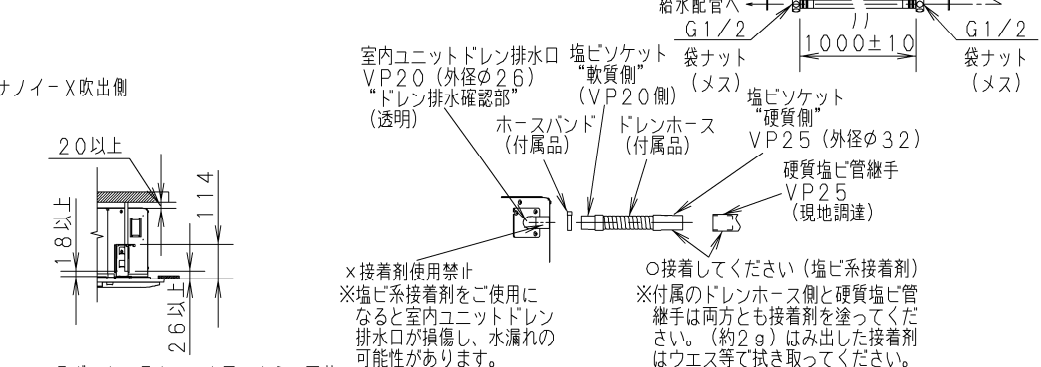 給水配管へ
G1/2
袋ナット
(メス)
1000±10
G1/2
袋ナット
(メス)
ナノイーX吹出側
20以上
114
18以上
26以上
室内ユニットドレン排水口
VP20(外径Ø26)
“ドレン排水確認部”
(透明)
塩ビソケット
“軟質側”
(VP20側)
ホースバンド
(付属品)
ドレンホース
(付属品)
塩ビソケット
“硬質側”
VP25(外径Ø32)
硬質塩ビ管継手
VP25
(現地調達)
×接着剤使用禁止
※塩ビ系接着剤をご使用に
なると室内ユニットドレン
排水口が損傷し、水漏れの
可能性があります。
○接着してください(塩ビ系接着剤)
※付属のドレンホース側と硬質塩ビ管
継手は両方とも接着剤を塗ってくだ
さい。(約2g)はみ出した接着剤
はウエス等で拭き取ってください。